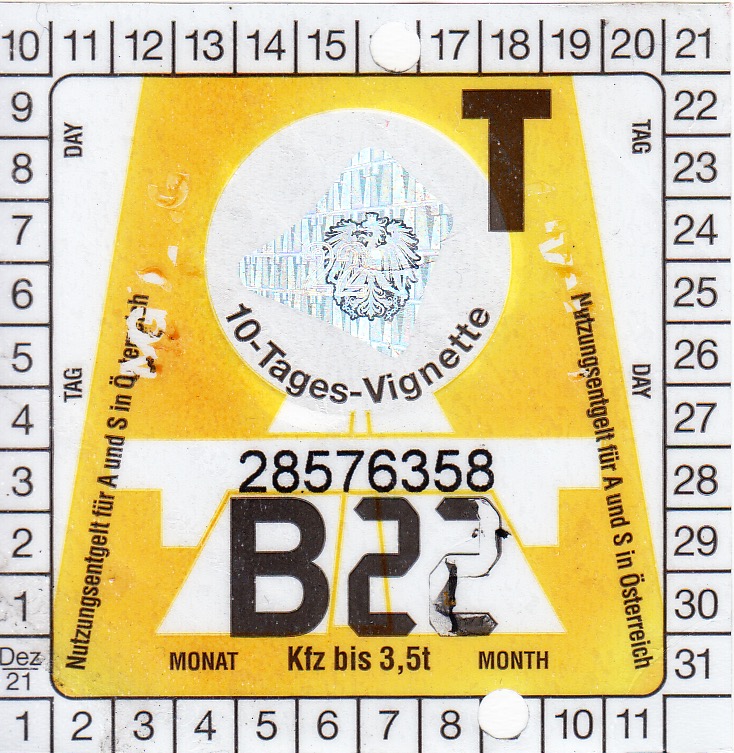 10 11 12 13 14 15 17 18 19 20 21
9 22
8 23
7 24
6 25
5 26
4 27
3 28
2 29
1 30
Dez 21 31
1 2 3 4 5 6 7 8 10 11
DAY
TAG
T
10-Tages-Vignette
TAG
DAY
Nutzungsentgelt für A und S in
Nutzungsentgelt für A und S in Österreich
28576358
B22
MONAT Kfz bis 3,5t MONTH